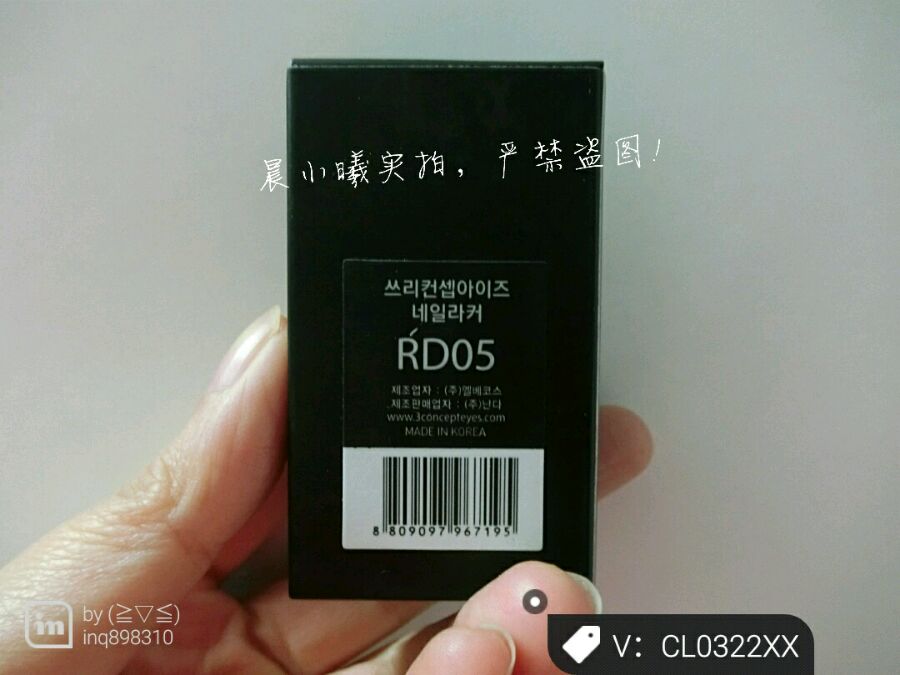 晨小曦实拍，严禁盗图！
쓰리컨셉아이즈
네일라커
RD05
제조업자 : (주)멜베코스
제조판매업자 : (주)난다
www.3concepteyes.com
MADE IN KOREA
8 809097 967195
in by (≧▽≦)
inq898310
V： CL0322XX